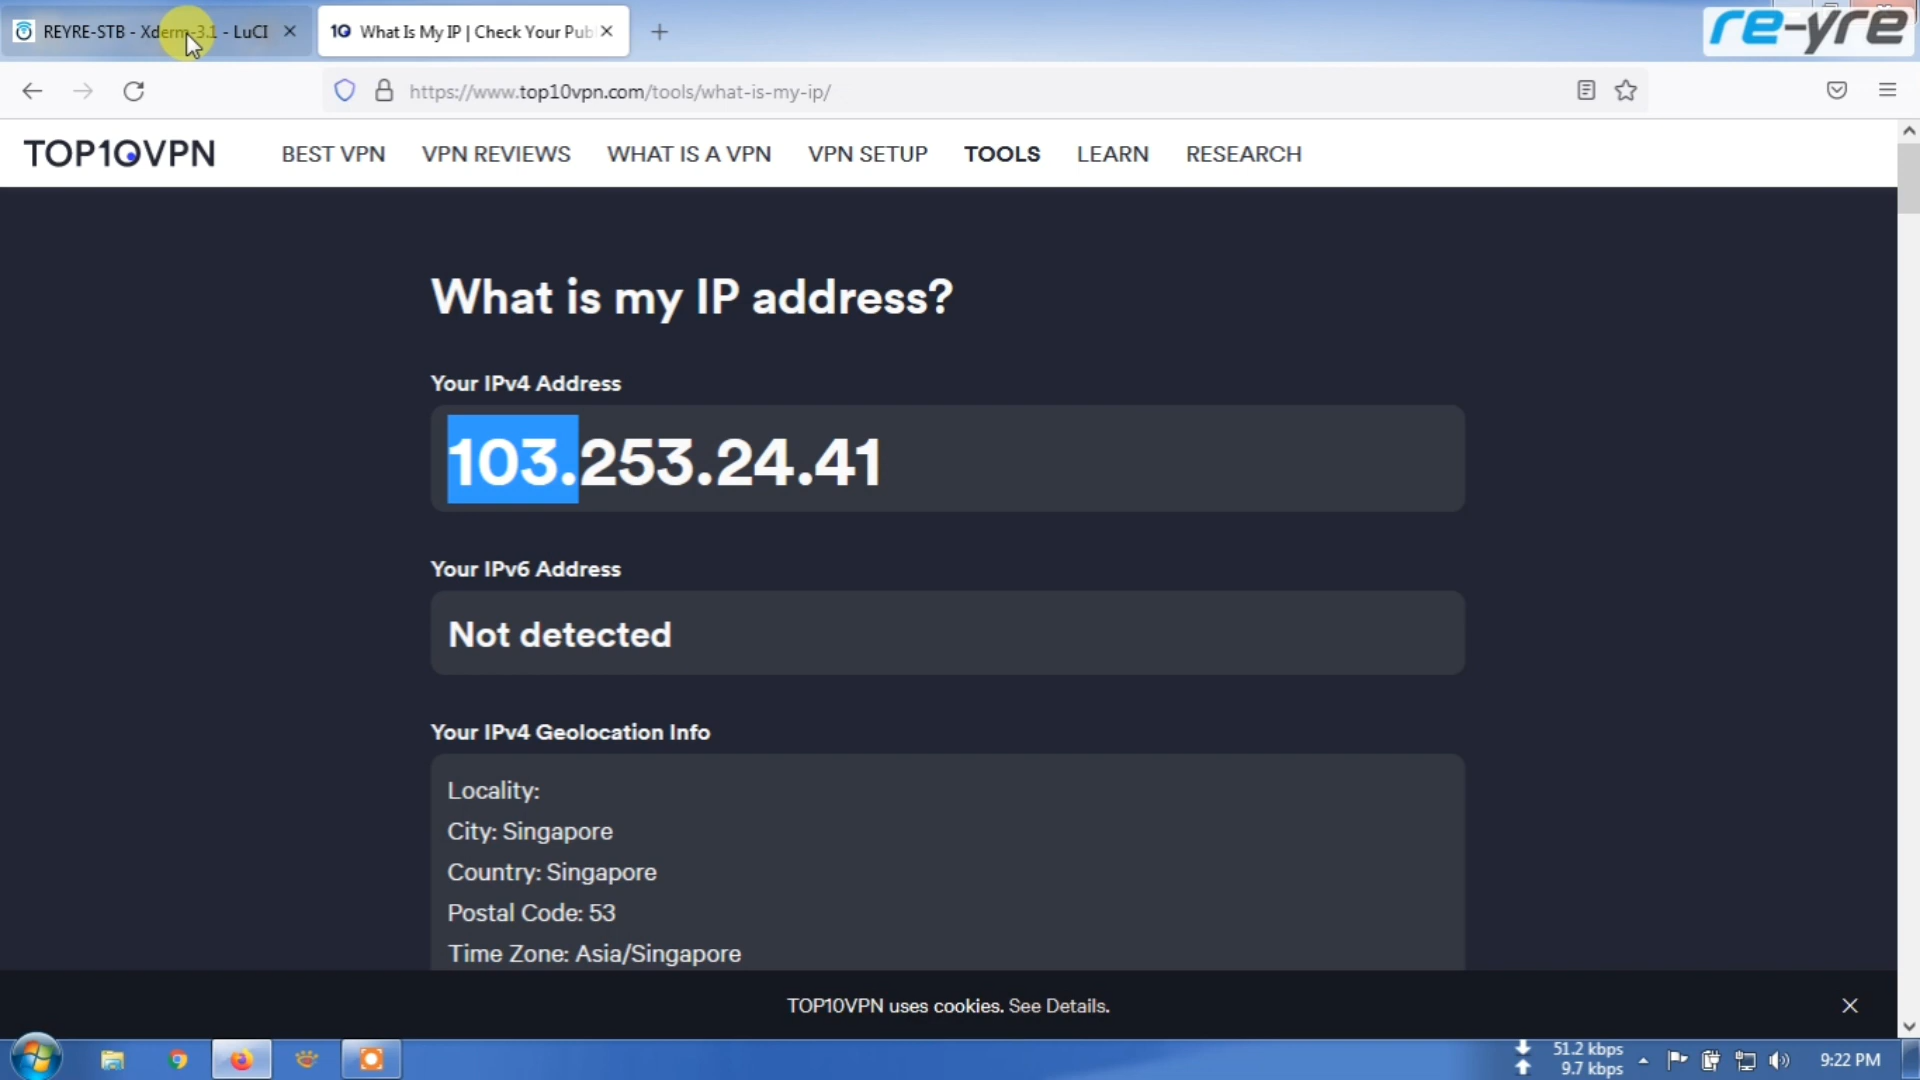 REYRE-STB - Xderm-3.1 - LuCI
1Q What Is My IP | Check Your Pub
re-yre
https://www.top10vpn.com/tools/what-is-my-ip/
TOP10VPN BEST VPN VPN REVIEWS WHAT IS A VPN VPN SETUP TOOLS LEARN RESEARCH
What is my IP address?
Your IPv4 Address
103.253.24.41
Your IPv6 Address
Not detected
Your IPv4 Geolocation Info
Locality:
City: Singapore
Country: Singapore
Postal Code: 53
Time Zone: Asia/Singapore
TOP10VPN uses cookies. See Details.
51.2 kbps
9.7 kbps
9:22 PM